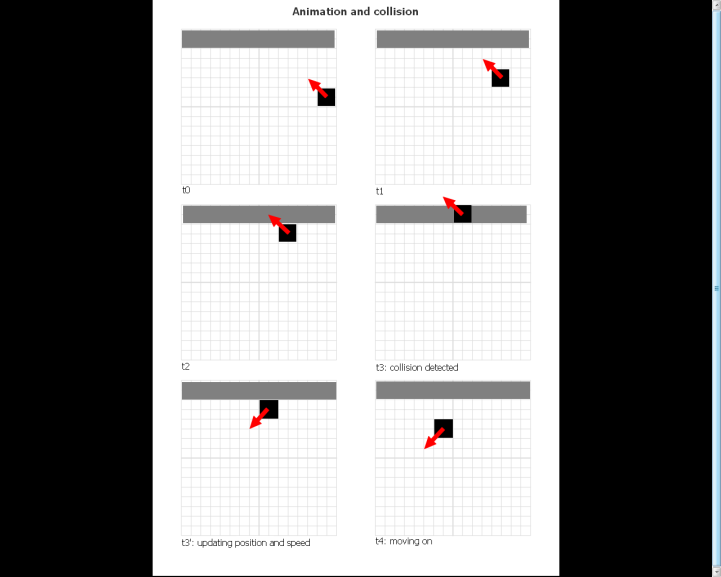 Animation and collision
t0
t1
t2
t3: collision detected
t3': updating position and speed
t4: moving on